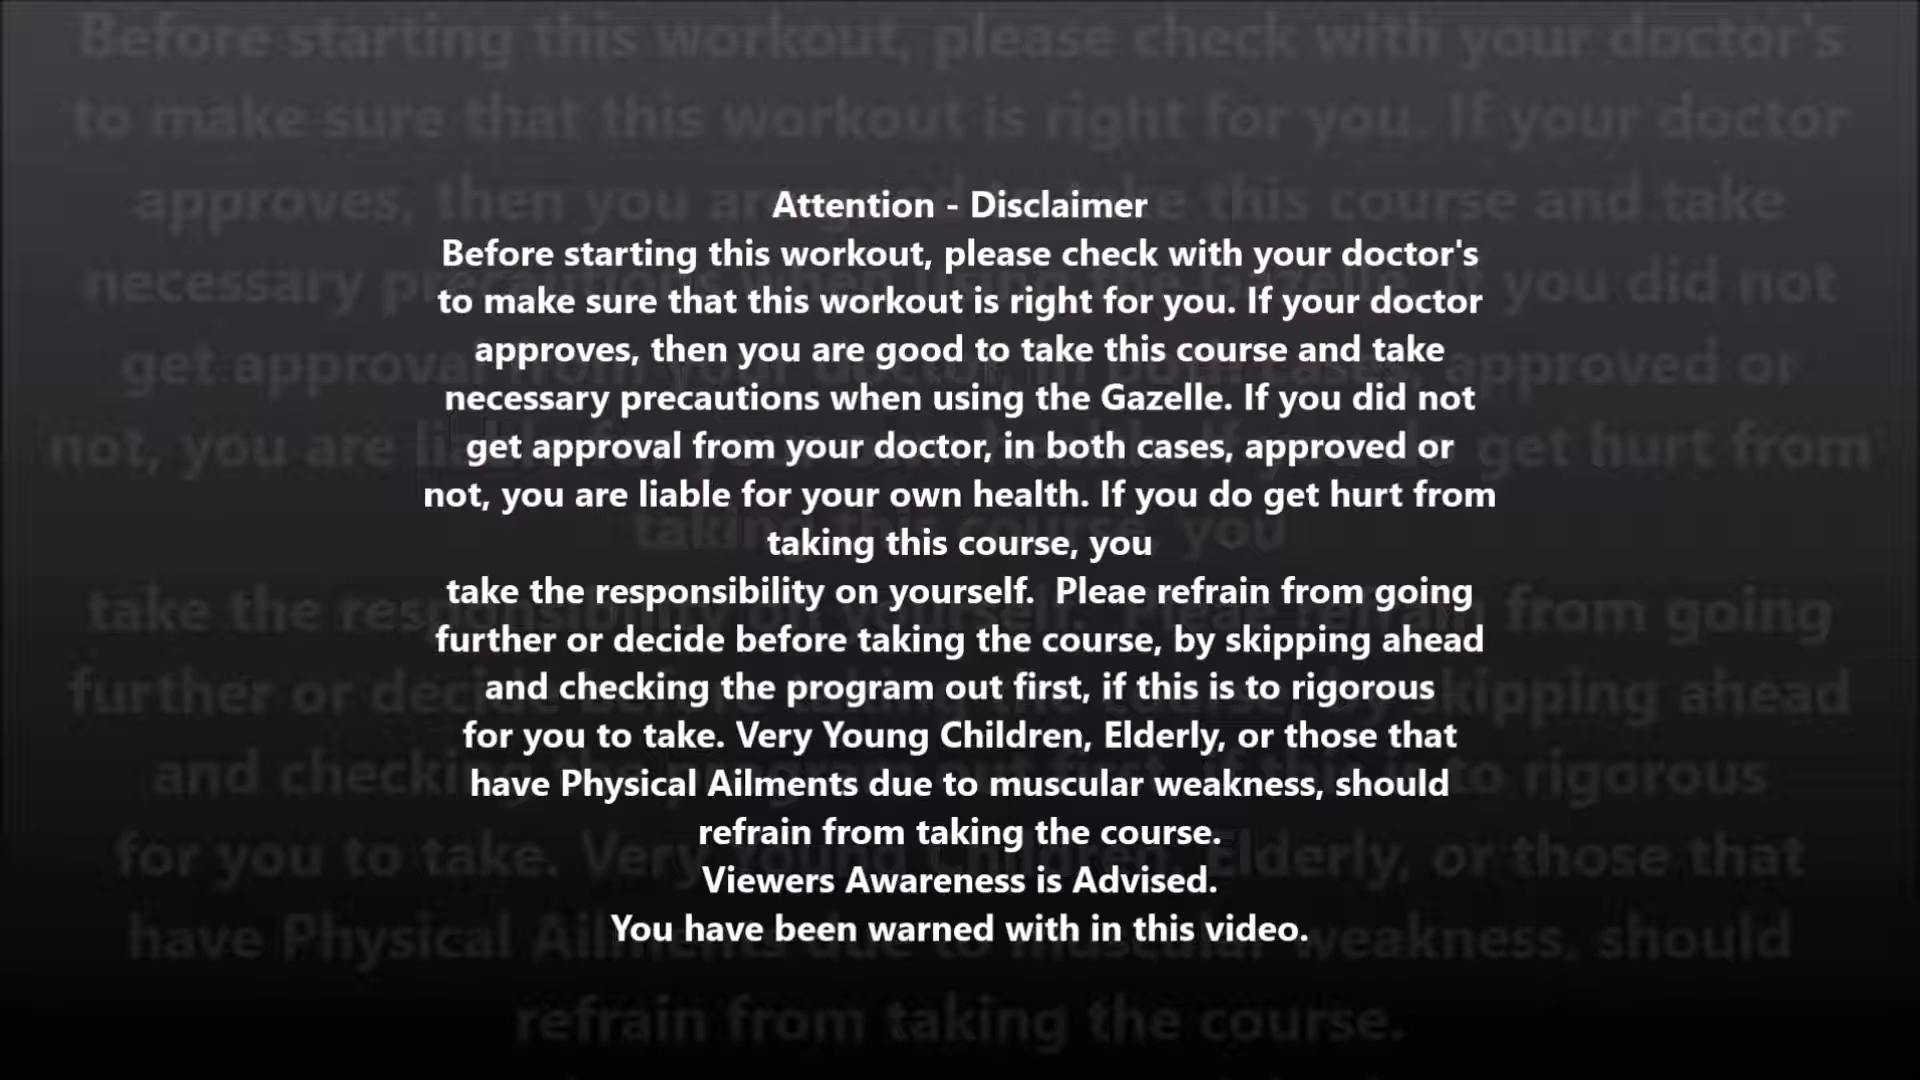 Attention - Disclaimer
Before starting this workout, please check with your doctor's
to make sure that this workout is right for you. If your doctor
approves, then you are good to take this course and take
necessary precautions when using the Gazelle. If you did not
get approval from your doctor, in both cases, approved or
not, you are liable for your own health. If you do get hurt from
taking this course, you
take the responsibility on yourself.  Pleae refrain from going
further or decide before taking the course, by skipping ahead
and checking the program out first, if this is to rigorous
for you to take. Very Young Children, Elderly, or those that
have Physical Ailments due to muscular weakness, should
refrain from taking the course.
Viewers Awareness is Advised.
You have been warned with in this video.